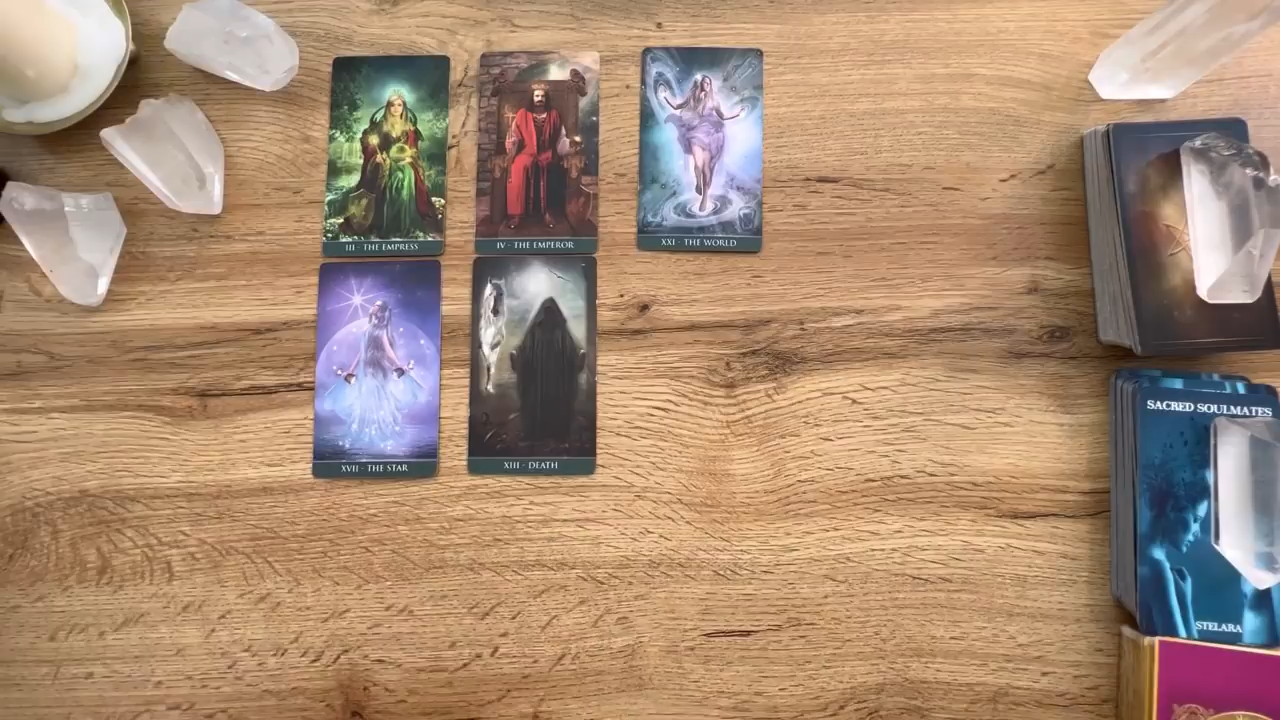 III · THE EMPRESS
IV · THE EMPEROR
XXI · THE WORLD
XVII · THE STAR
XIII · DEATH
SACRED SOULMATES
STELARA